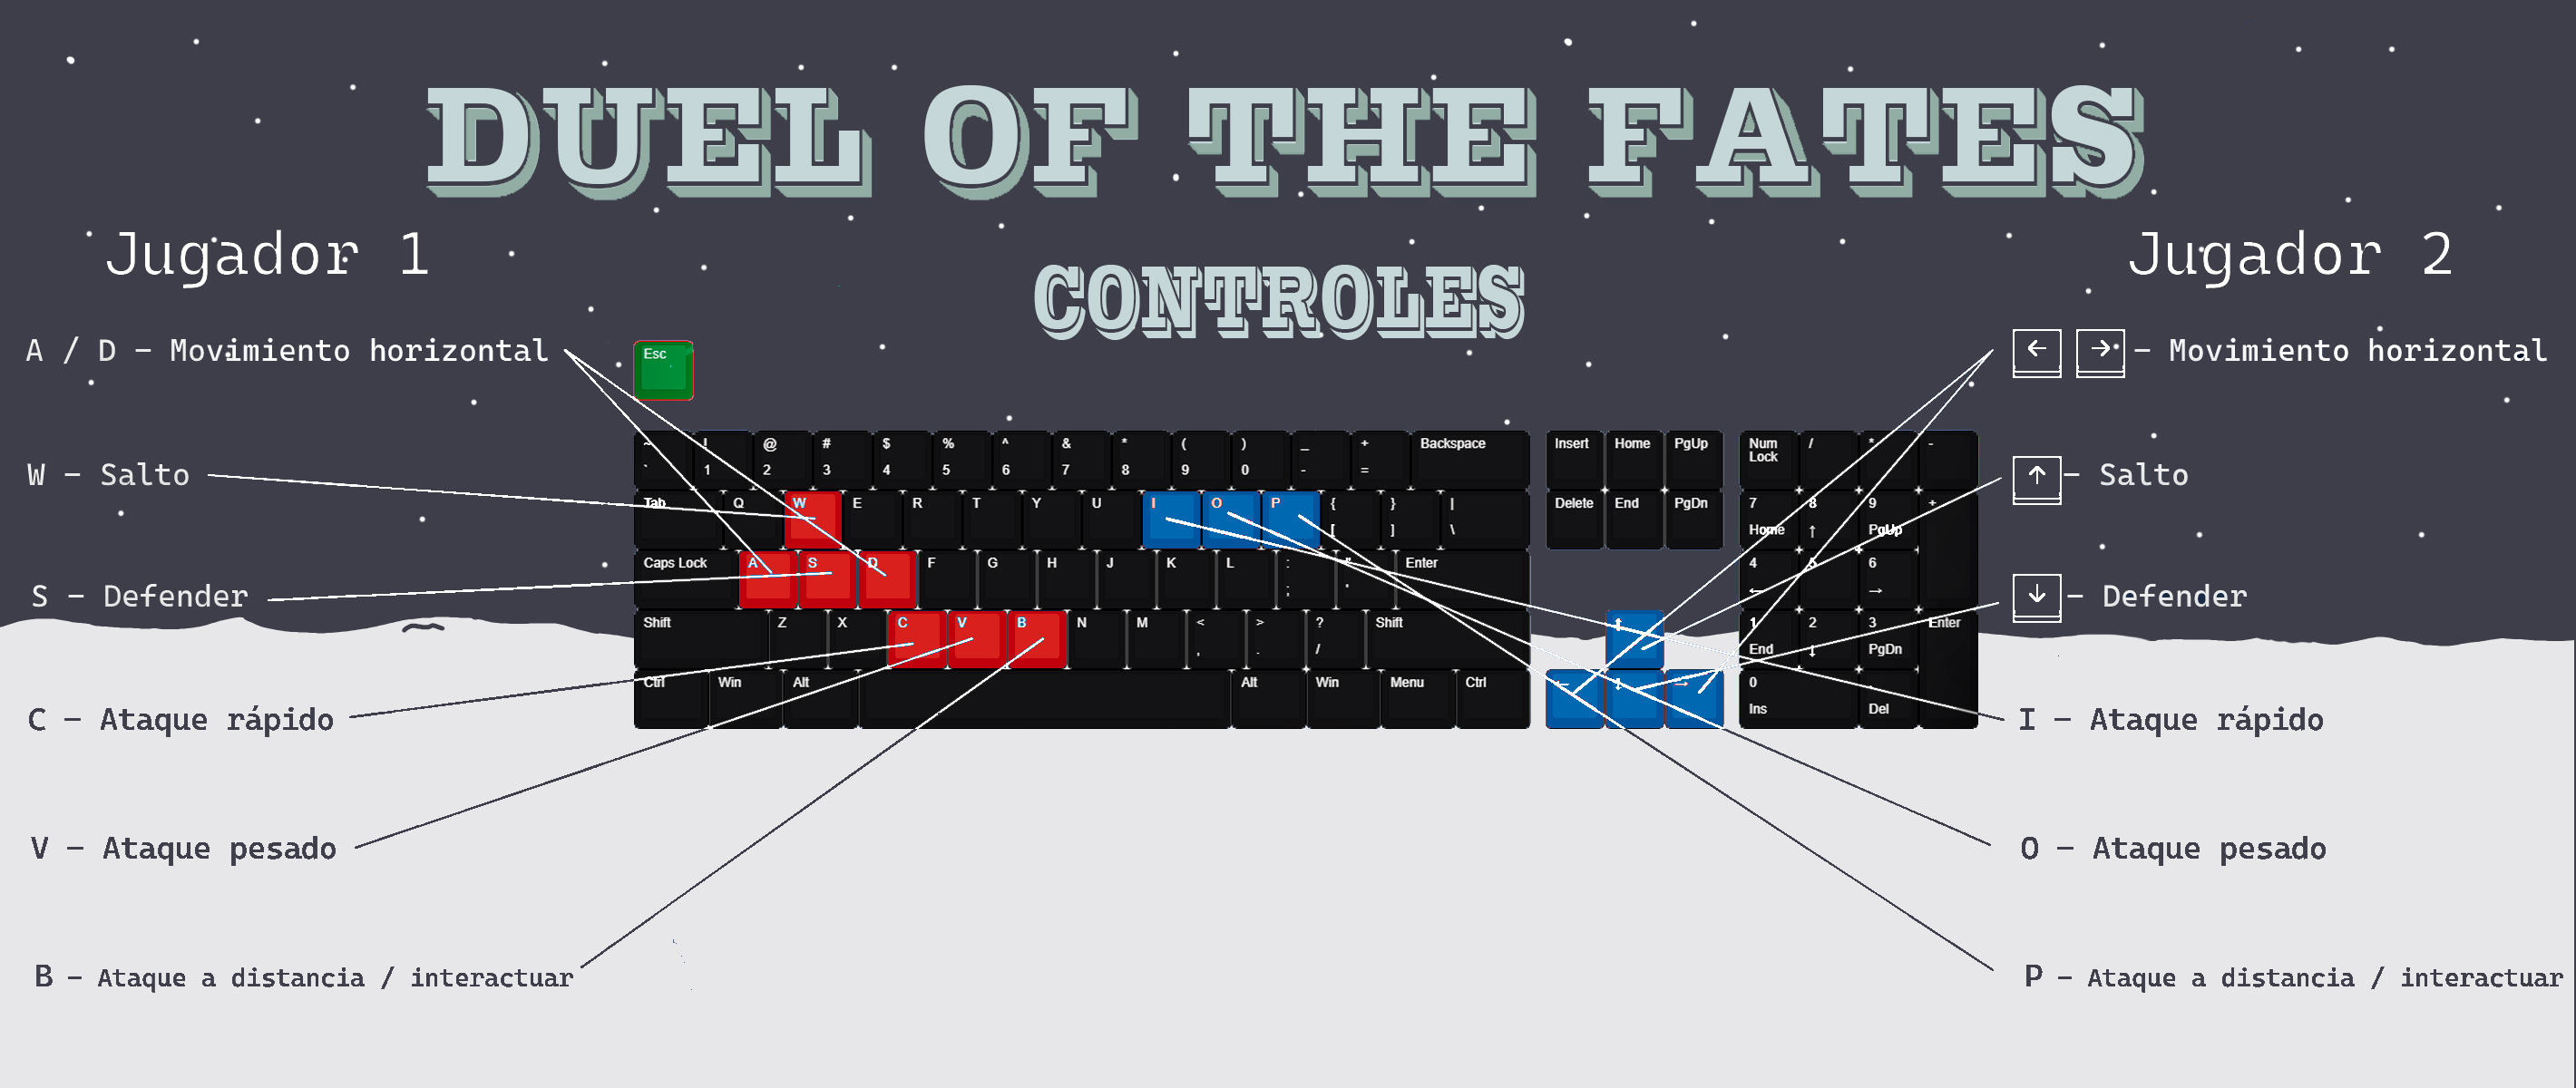 DUEL OF THE FATES
CONTROLES
Jugador 1
A / D - Movimiento horizontal
W - Salto
S - Defender
C - Ataque rápido
V - Ataque pesado
B - Ataque a distancia / interactuar
Esc
~ ! @ # $ % ^ & * ( ) _ + Backspace
` 1 2 3 4 5 6 7 8 9 0 - =
Tab Q W E R T Y U I O P { } |
[ ] \
Caps Lock A S D F G H J K L : " Enter
; '
Shift Z X C V B N M < > ? Shift
, . /
Ctrl Win Alt Alt Win Menu Ctrl
Insert Home PgUp
Delete End PgDn
↑
← ↓ →
Num Lock / * -
7 8 9 +
Home ↑ PgUp
4 5 6
← →
1 2 3 Enter
End ↓ PgDn
0 .
Ins Del
Jugador 2
← → - Movimiento horizontal
↑ - Salto
↓ - Defender
I - Ataque rápido
O - Ataque pesado
P - Ataque a distancia / interactuar